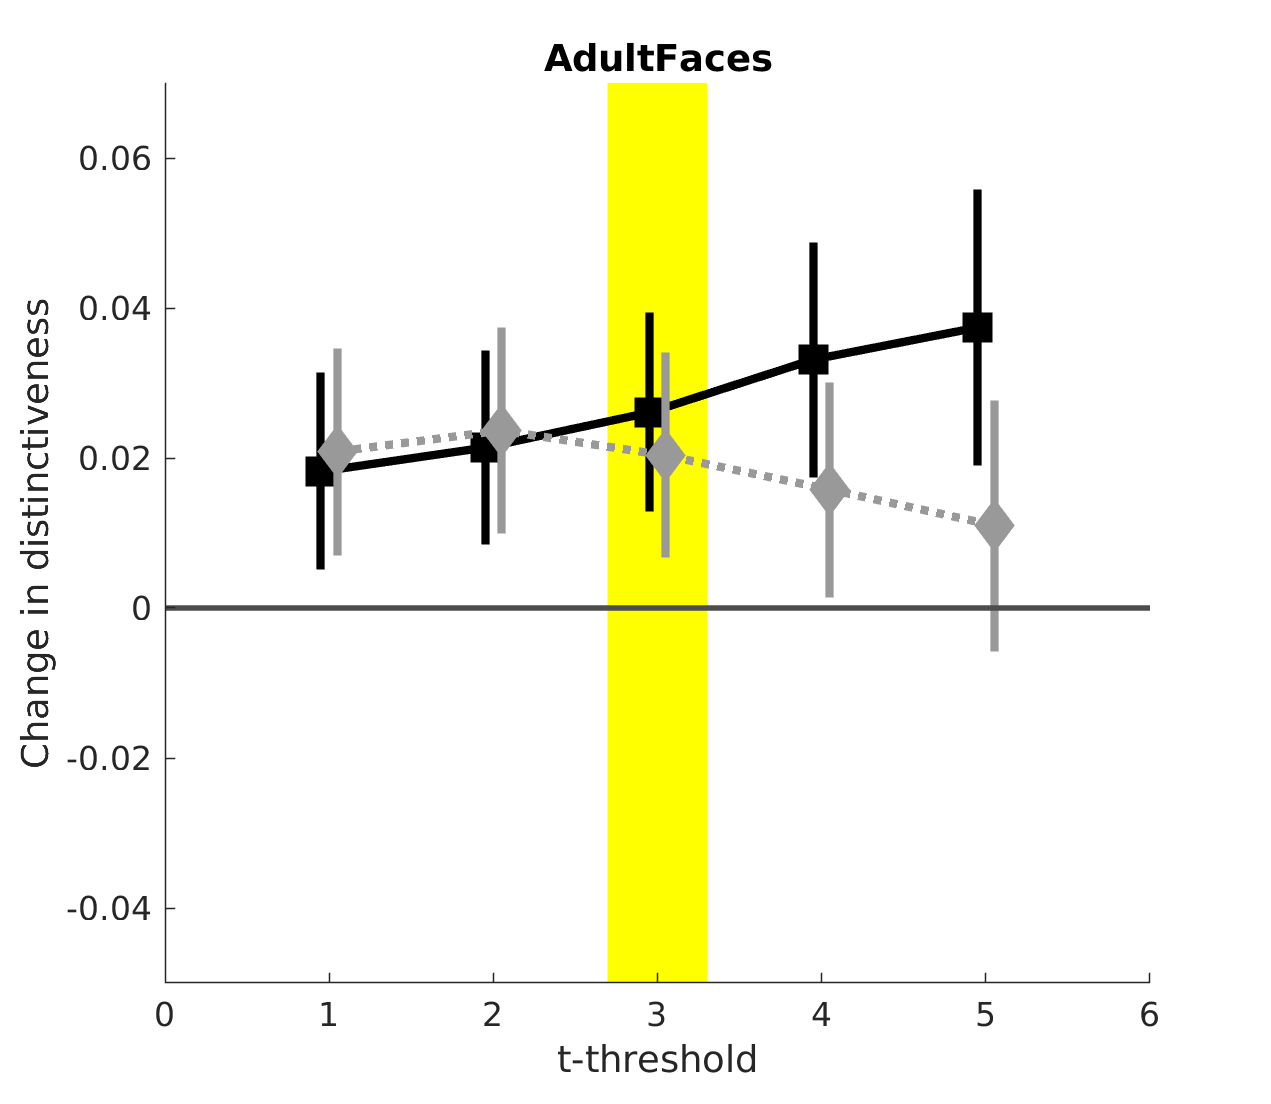 AdultFaces
0.06
0.04
0.02
0
-0.02
-0.04
Change in distinctiveness
0 1 2 3 4 5 6
t-threshold